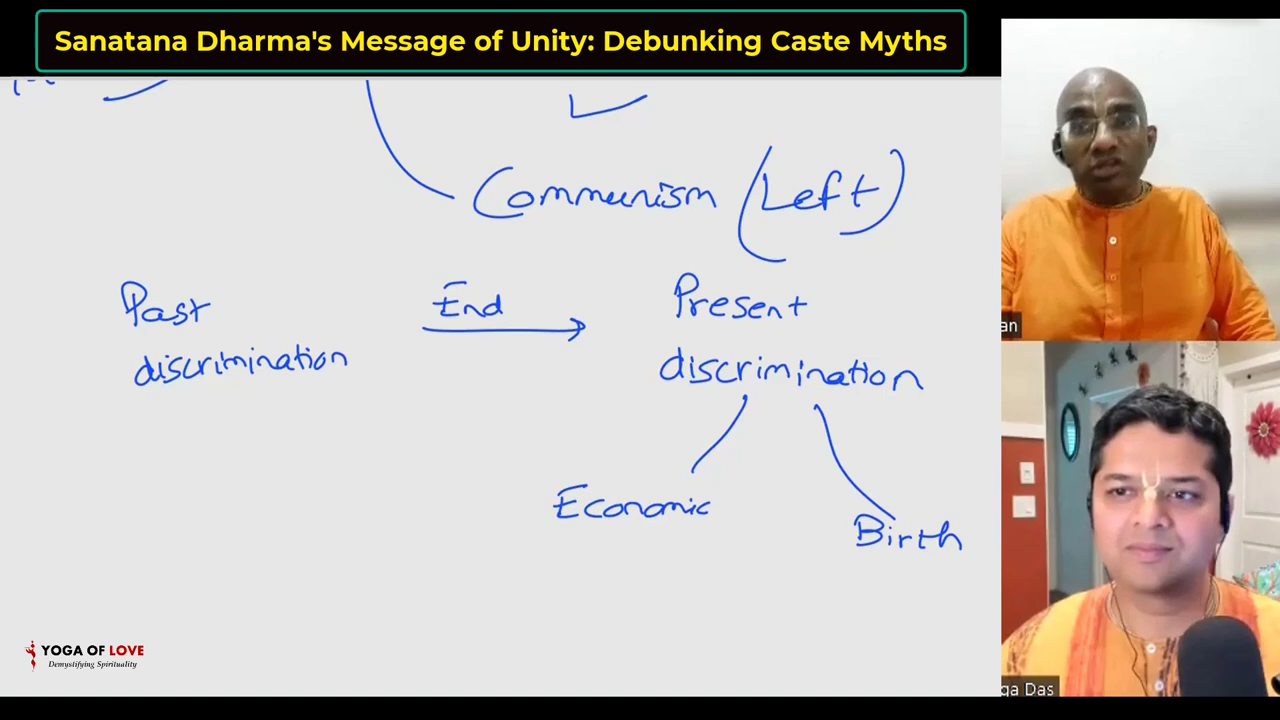 Sanatana Dharma's Message of Unity: Debunking Caste Myths
Communism (Left)
Past
discrimination
End
Present
discrimination
Economic
Birth
YOGA OF LOVE
Demystifying Spirituality
an
ga Das